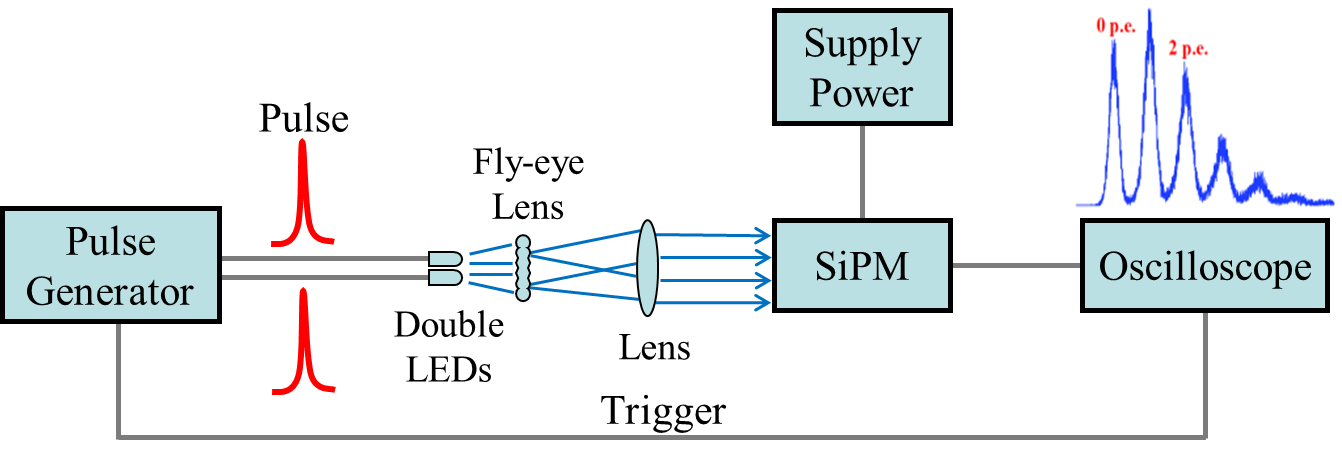 Supply
Power
0 p.e.
2 p.e.
Pulse
Fly-eye
Lens
Pulse
Generator
SiPM
Oscilloscope
Double
LEDs
Lens
Trigger